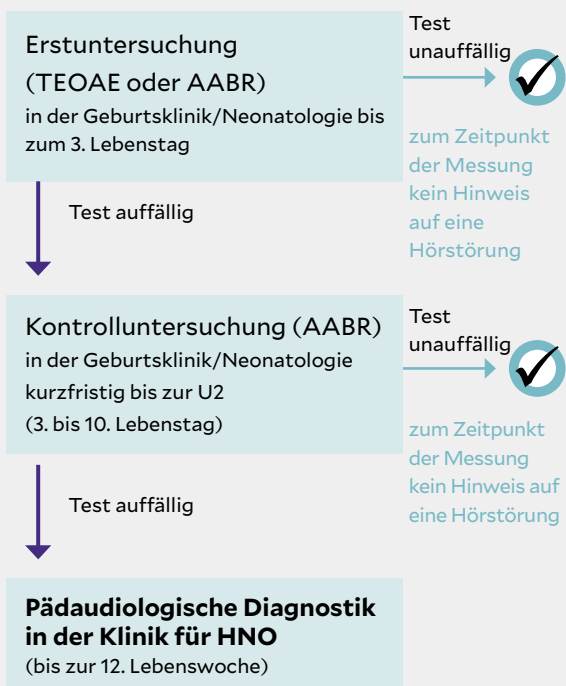 Erstuntersuchung
(TEOAE oder AABR)
in der Geburtsklinik/Neonatologie bis
zum 3. Lebenstag
Test
unauffällig
zum Zeitpunkt
der Messung
kein Hinweis
auf eine
Hörstörung
Test auffällig
Kontrolluntersuchung (AABR)
in der Geburtsklinik/Neonatologie
kurzfristig bis zur U2
(3. bis 10. Lebenstag)
Test
unauffällig
zum Zeitpunkt
der Messung
kein Hinweis auf
eine Hörstörung
Test auffällig
Pädaudiologische Diagnostik
in der Klinik für HNO
(bis zur 12. Lebenswoche)